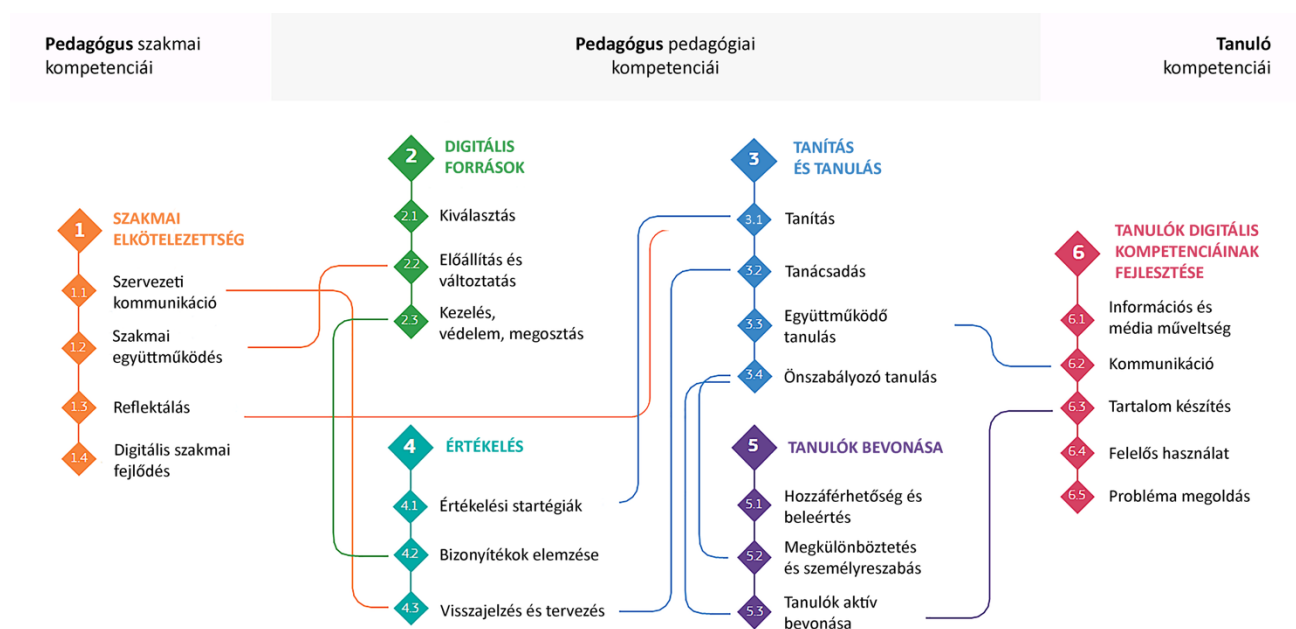 Pedagógus szakmai
kompetenciái
Pedagógus pedagógiai
kompetenciái
Tanuló
kompetenciái
1
SZAKMAI
ELKÖTELEZETTSÉG
1.1
Szervezeti
kommunikáció
1.2
Szakmai
együttműködés
1.3
Reflektálás
1.4
Digitális szakmai
fejlődés
2
DIGITÁLIS
FORRÁSOK
2.1
Kiválasztás
2.2
Előállítás és
változtatás
2.3
Kezelés,
védelem, megosztás
3
TANÍTÁS
ÉS TANULÁS
3.1
Tanítás
3.2
Tanácsadás
3.3
Együttműködő
tanulás
3.4
Önszabályozó tanulás
4
ÉRTÉKELÉS
4.1
Értékelési startégiák
4.2
Bizonyítékok elemzése
4.3
Visszajelzés és tervezés
5
TANULÓK BEVONÁSA
5.1
Hozzáférhetőség és
beleértés
5.2
Megkülönböztetés
és személyreszabás
5.3
Tanulók aktív
bevonása
6
TANULÓK DIGITÁLIS
KOMPETENCIÁINAK
FEJLESZTÉSE
6.1
Információs és
média műveltség
6.2
Kommunikáció
6.3
Tartalom készítés
6.4
Felelős használat
6.5
Probléma megoldás